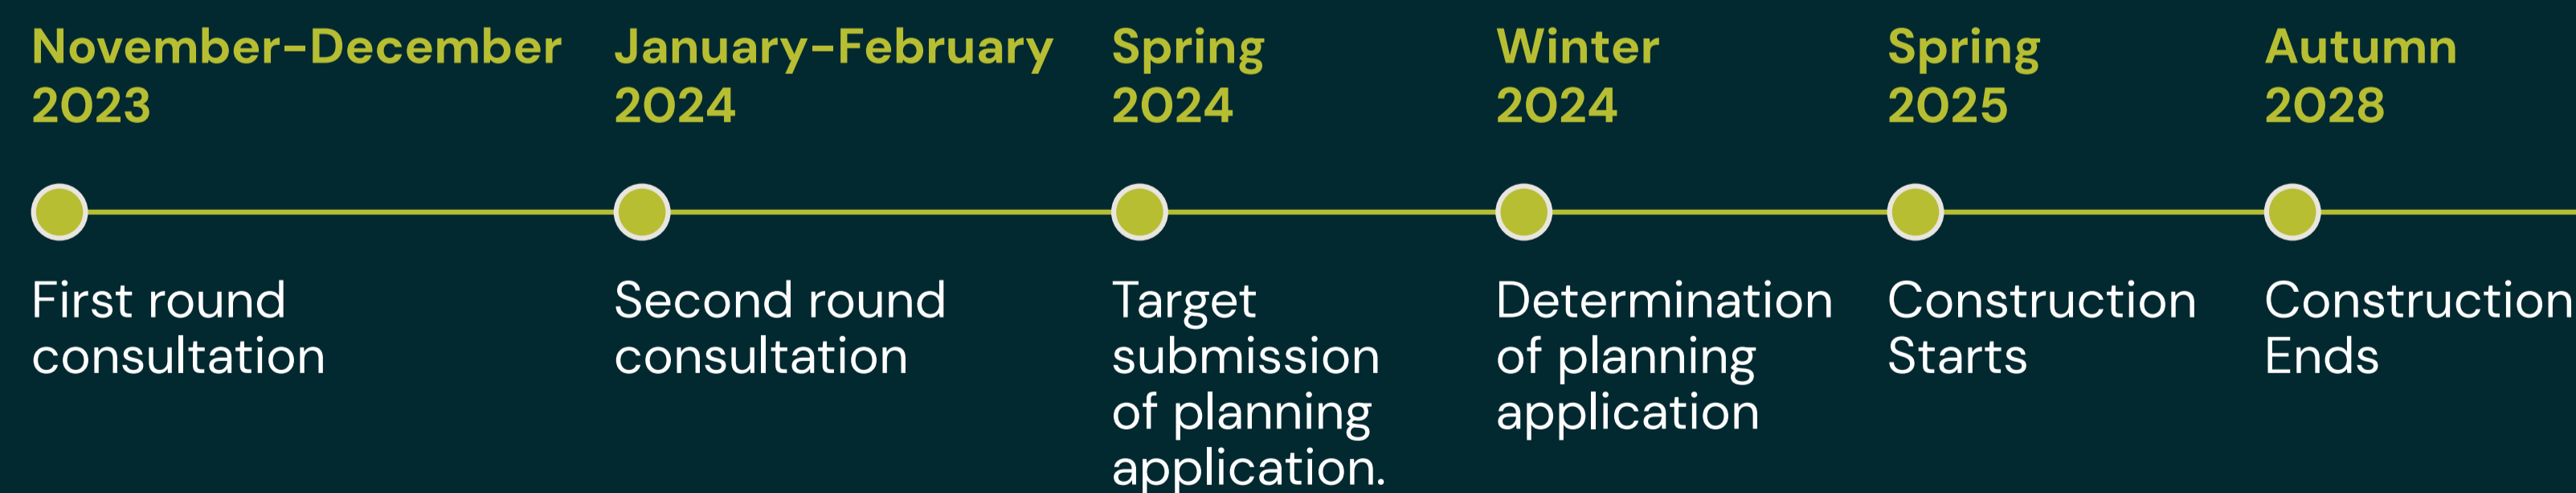 November-December
2023
January-February
2024
Spring
2024
Winter
2024
Spring
2025
Autumn
2028
First round
consultation
Second round
consultation
Target
submission
of planning
application.
Determination
of planning
application
Construction
Starts
Construction
Ends